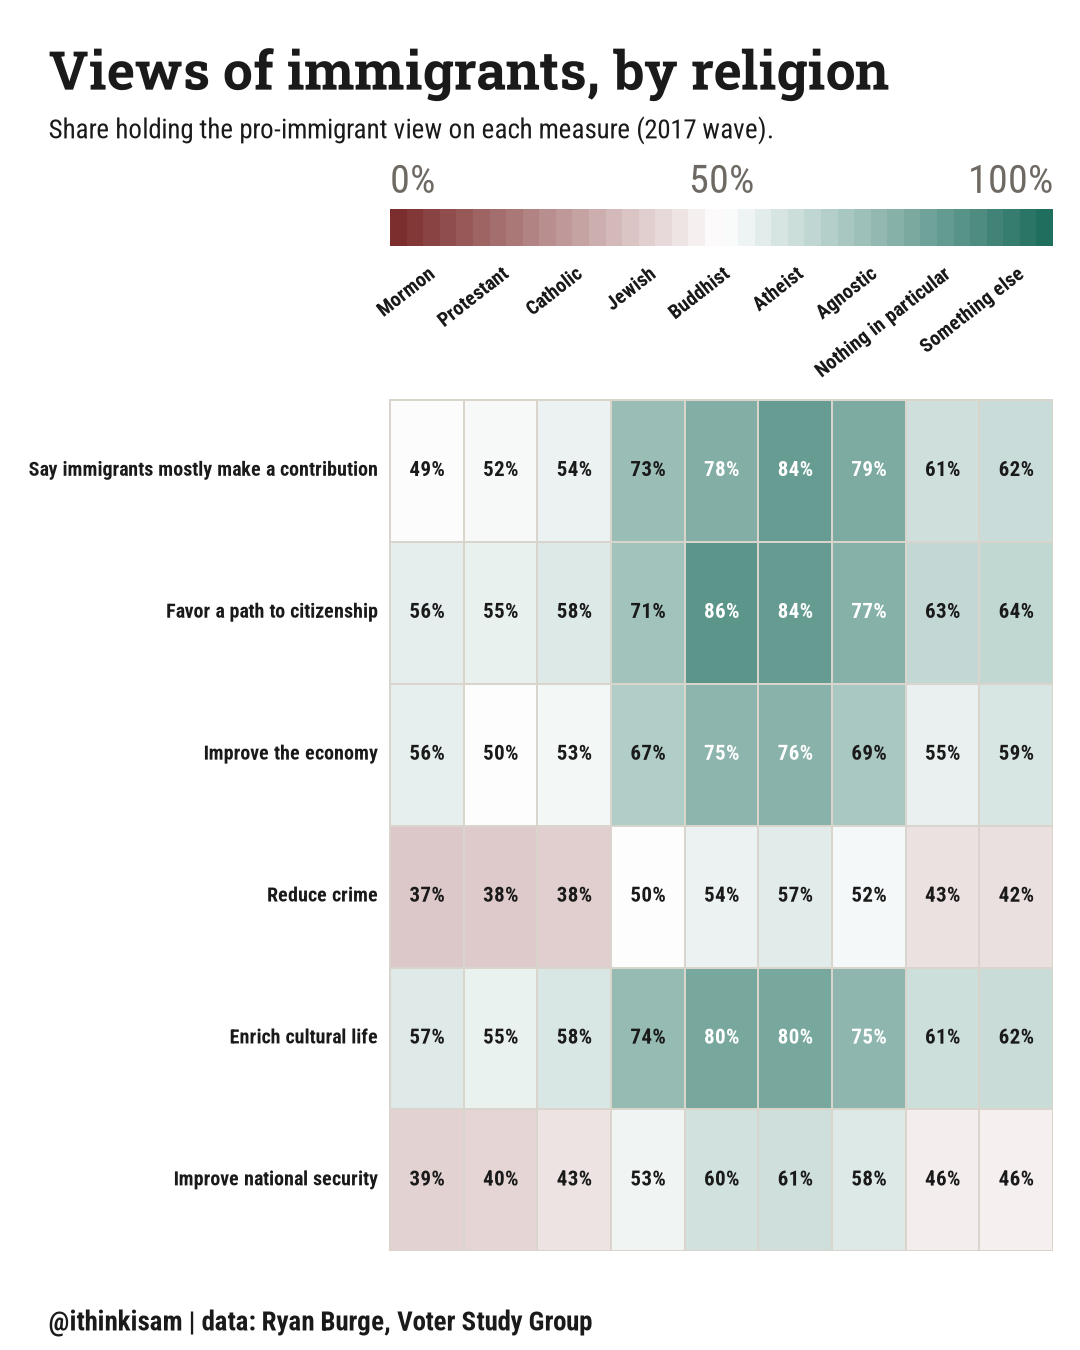 Views of immigrants, by religion
Share holding the pro-immigrant view on each measure (2017 wave).
0% 50% 100%
Mormon Protestant Catholic Jewish Buddhist Atheist Agnostic Nothing in particular Something else
Say immigrants mostly make a contribution 49% 52% 54% 73% 78% 84% 79% 61% 62%
Favor a path to citizenship 56% 55% 58% 71% 86% 84% 77% 63% 64%
Improve the economy 56% 50% 53% 67% 75% 76% 69% 55% 59%
Reduce crime 37% 38% 38% 50% 54% 57% 52% 43% 42%
Enrich cultural life 57% 55% 58% 74% 80% 80% 75% 61% 62%
Improve national security 39% 40% 43% 53% 60% 61% 58% 46% 46%
@ithinkisam | data: Ryan Burge, Voter Study Group